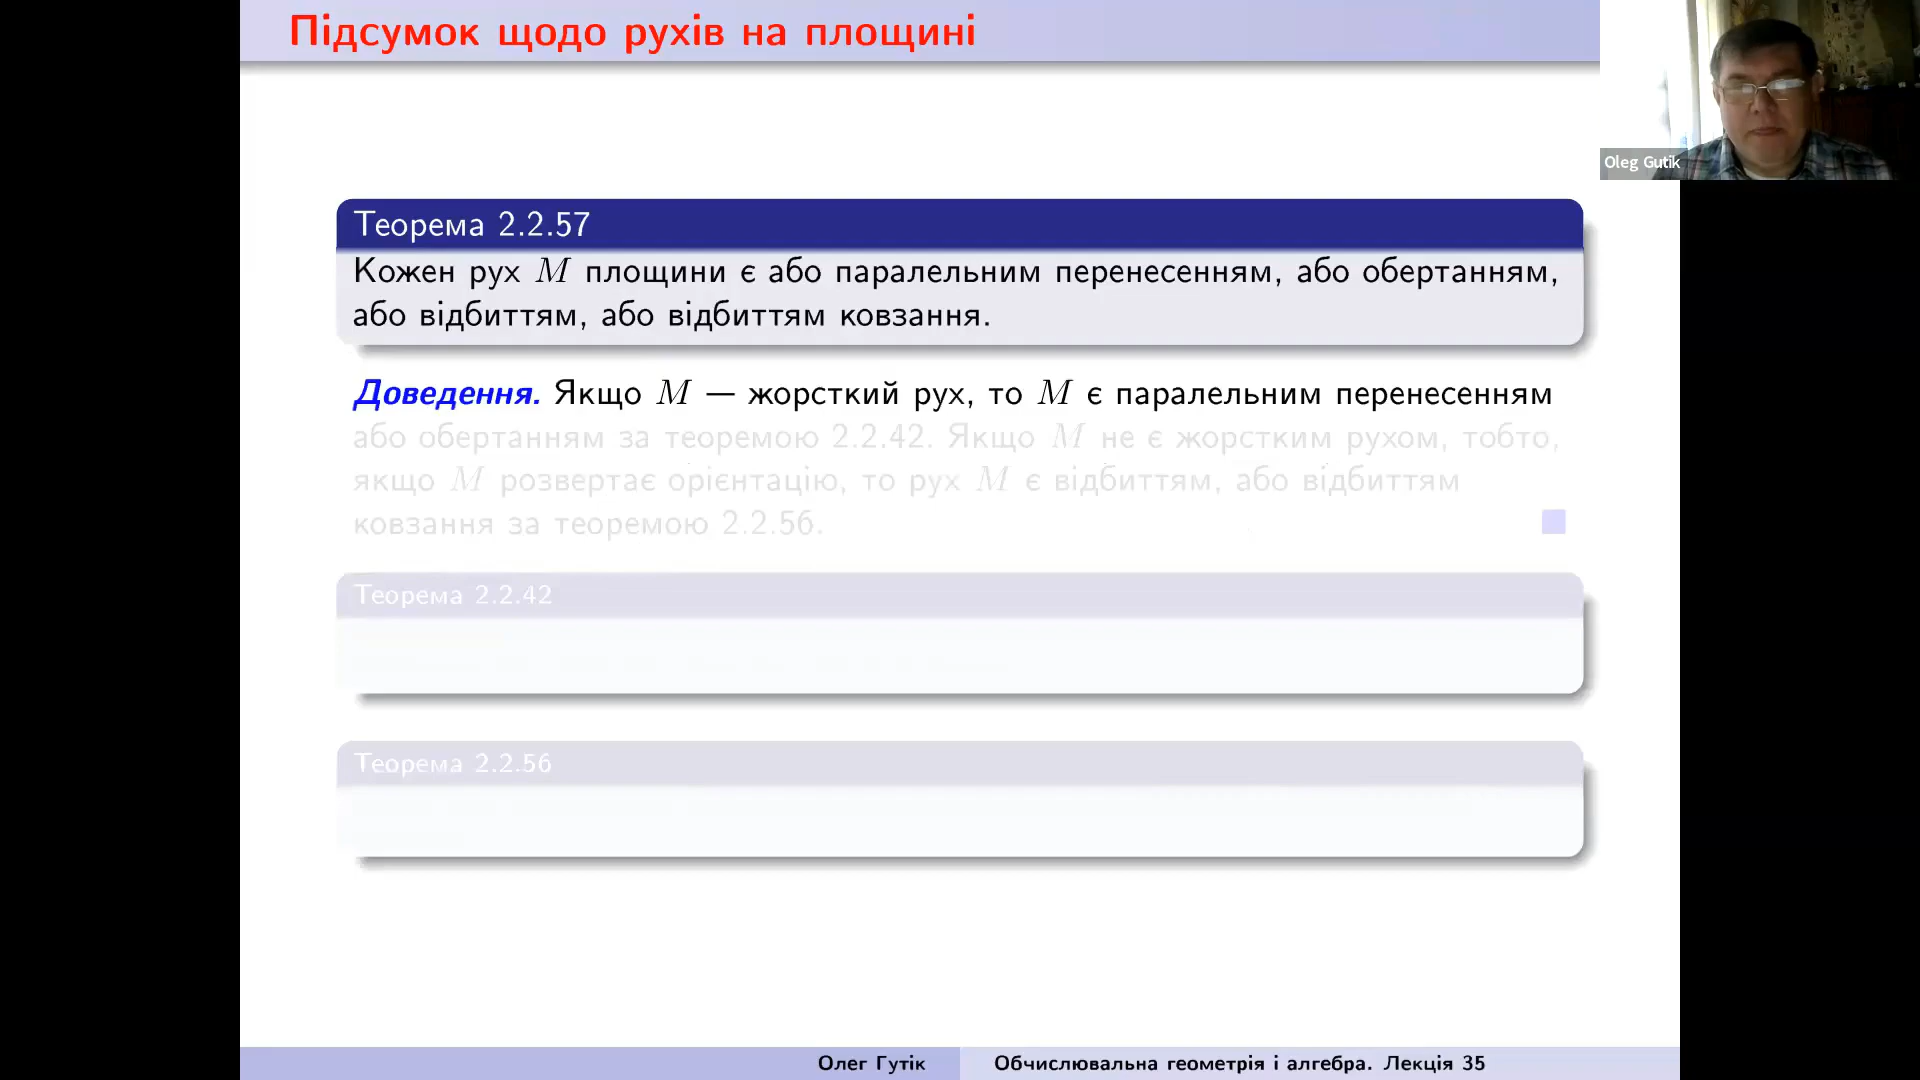 Підсумок щодо рухів на площині
Oleg Gutik
Теорема 2.2.57
Кожен рух M площини є або паралельним перенесенням, або обертанням,
або відбиттям, або відбиттям ковзання.
Доведення. Якщо M — жорсткий рух, то M є паралельним перенесенням
або обертанням за теоремою 2.2.42. Якщо M не є жорстким рухом, тобто,
якщо M розвертає орієнтацію, то рух M є відбиттям, або відбиттям
ковзання за теоремою 2.2.56.
Теорема 2.2.42
Теорема 2.2.56
Олег Гутік
Обчислювальна геометрія і алгебра. Лекція 35